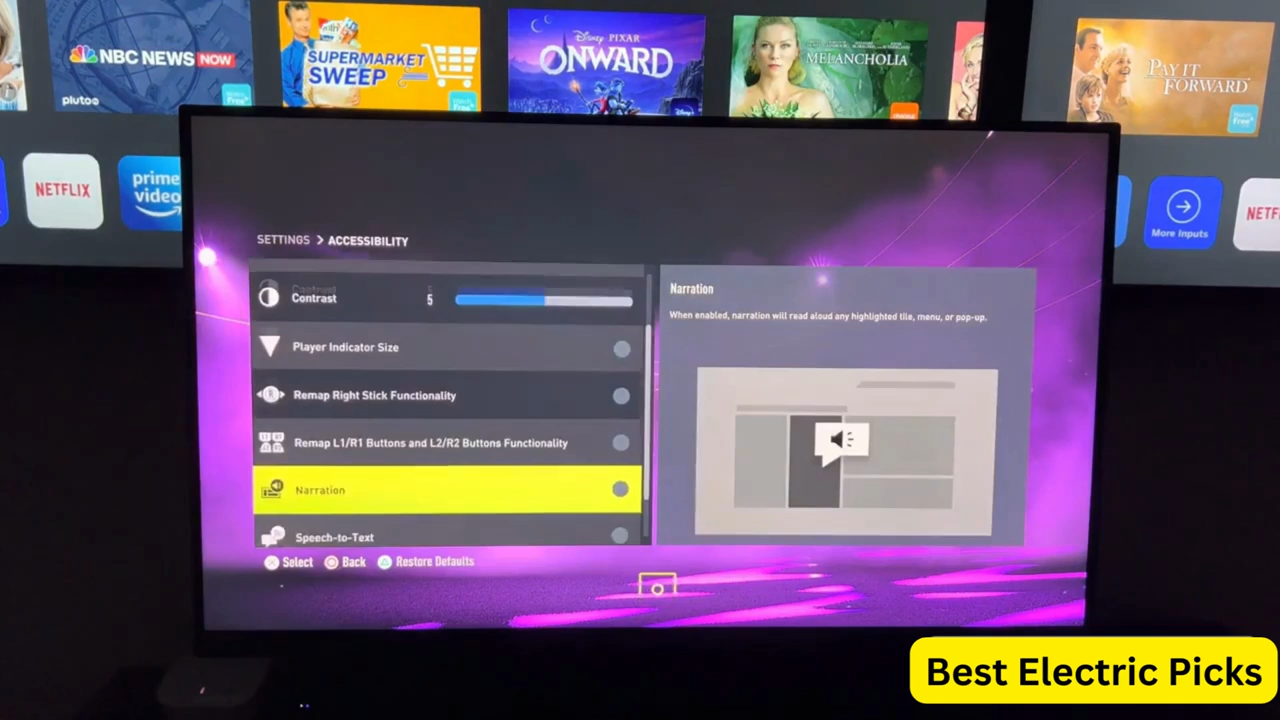 NBC NEWS NOW
pluto
SUPERMARKET
SWEEP
Disney PIXAR
ONWARD
MELANCHOLIA
PAY IT
FORWARD
NETFLIX
prime
video
More Inputs
NETF
SETTINGS > ACCESSIBILITY
Contrast
Contrast 5
Player Indicator Size
Remap Right Stick Functionality
Remap L1/R1 Buttons and L2/R2 Buttons Functionality
Narration
Speech-to-Text
Select Back Restore Defaults
Narration
When enabled, narration will read aloud any highlighted tile, menu, or pop-up.
Best Electric Picks